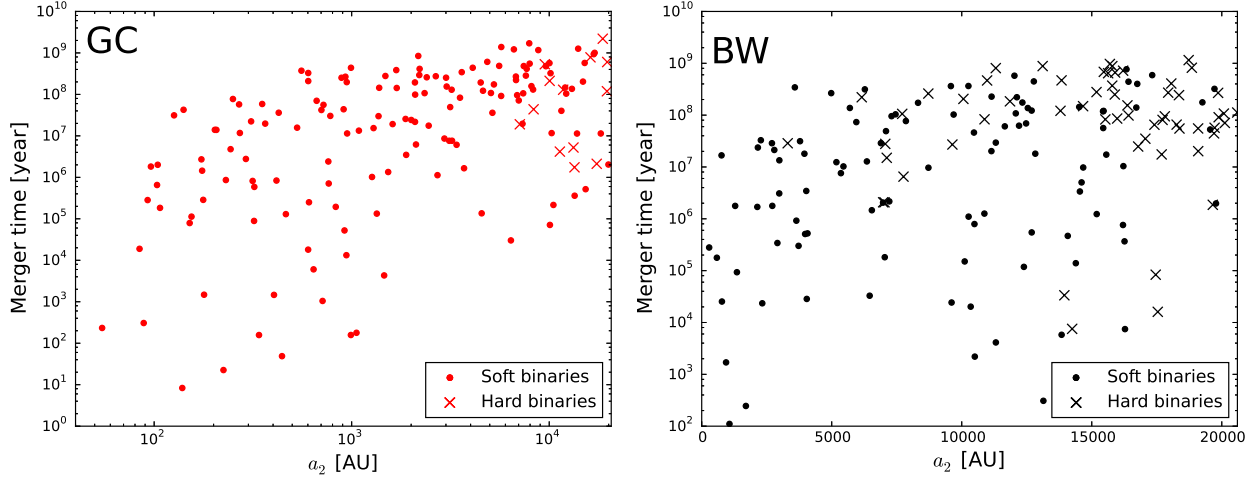 GC
Merger time [year]
10^10
10^9
10^8
10^7
10^6
10^5
10^4
10^3
10^2
10^1
10^0
10^2
10^3
10^4
a_2 [AU]
Soft binaries
Hard binaries
BW
Merger time [year]
10^10
10^9
10^8
10^7
10^6
10^5
10^4
10^3
10^2
0
5000
10000
15000
20000
a_2 [AU]
Soft binaries
Hard binaries